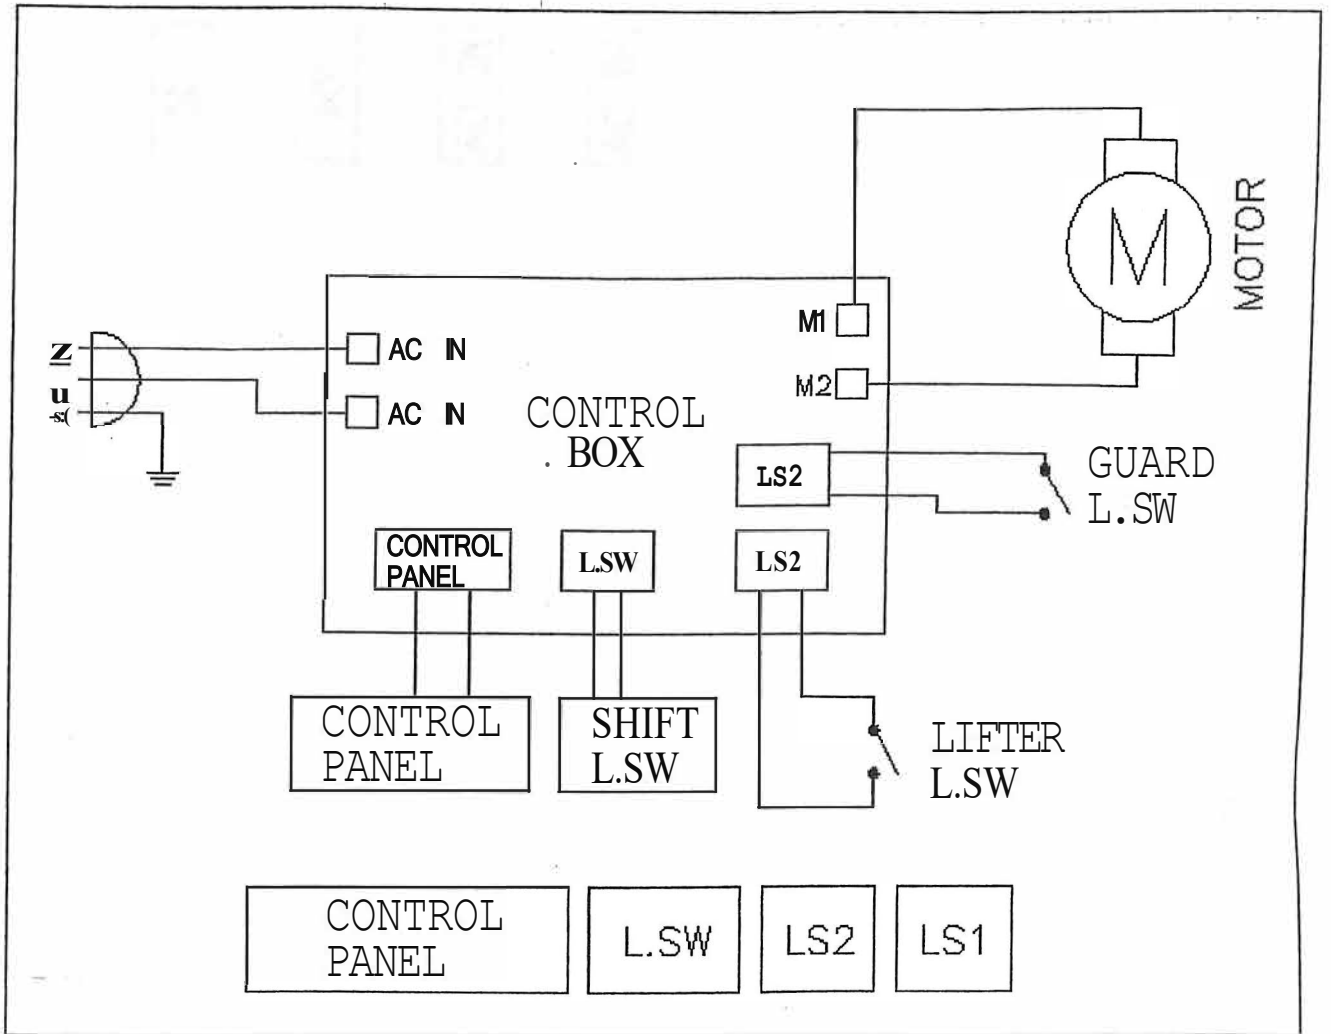 MOTOR
M1
Z
AC IN
M2
u
AC IN
CONTROL
BOX
GUARD
L.SW
LS2
CONTROL
PANEL
L.SW
LS2
CONTROL
PANEL
SHIFT
L.SW
LIFTER
L.SW
M
CONTROL
PANEL
L.SW
LS2
LS1